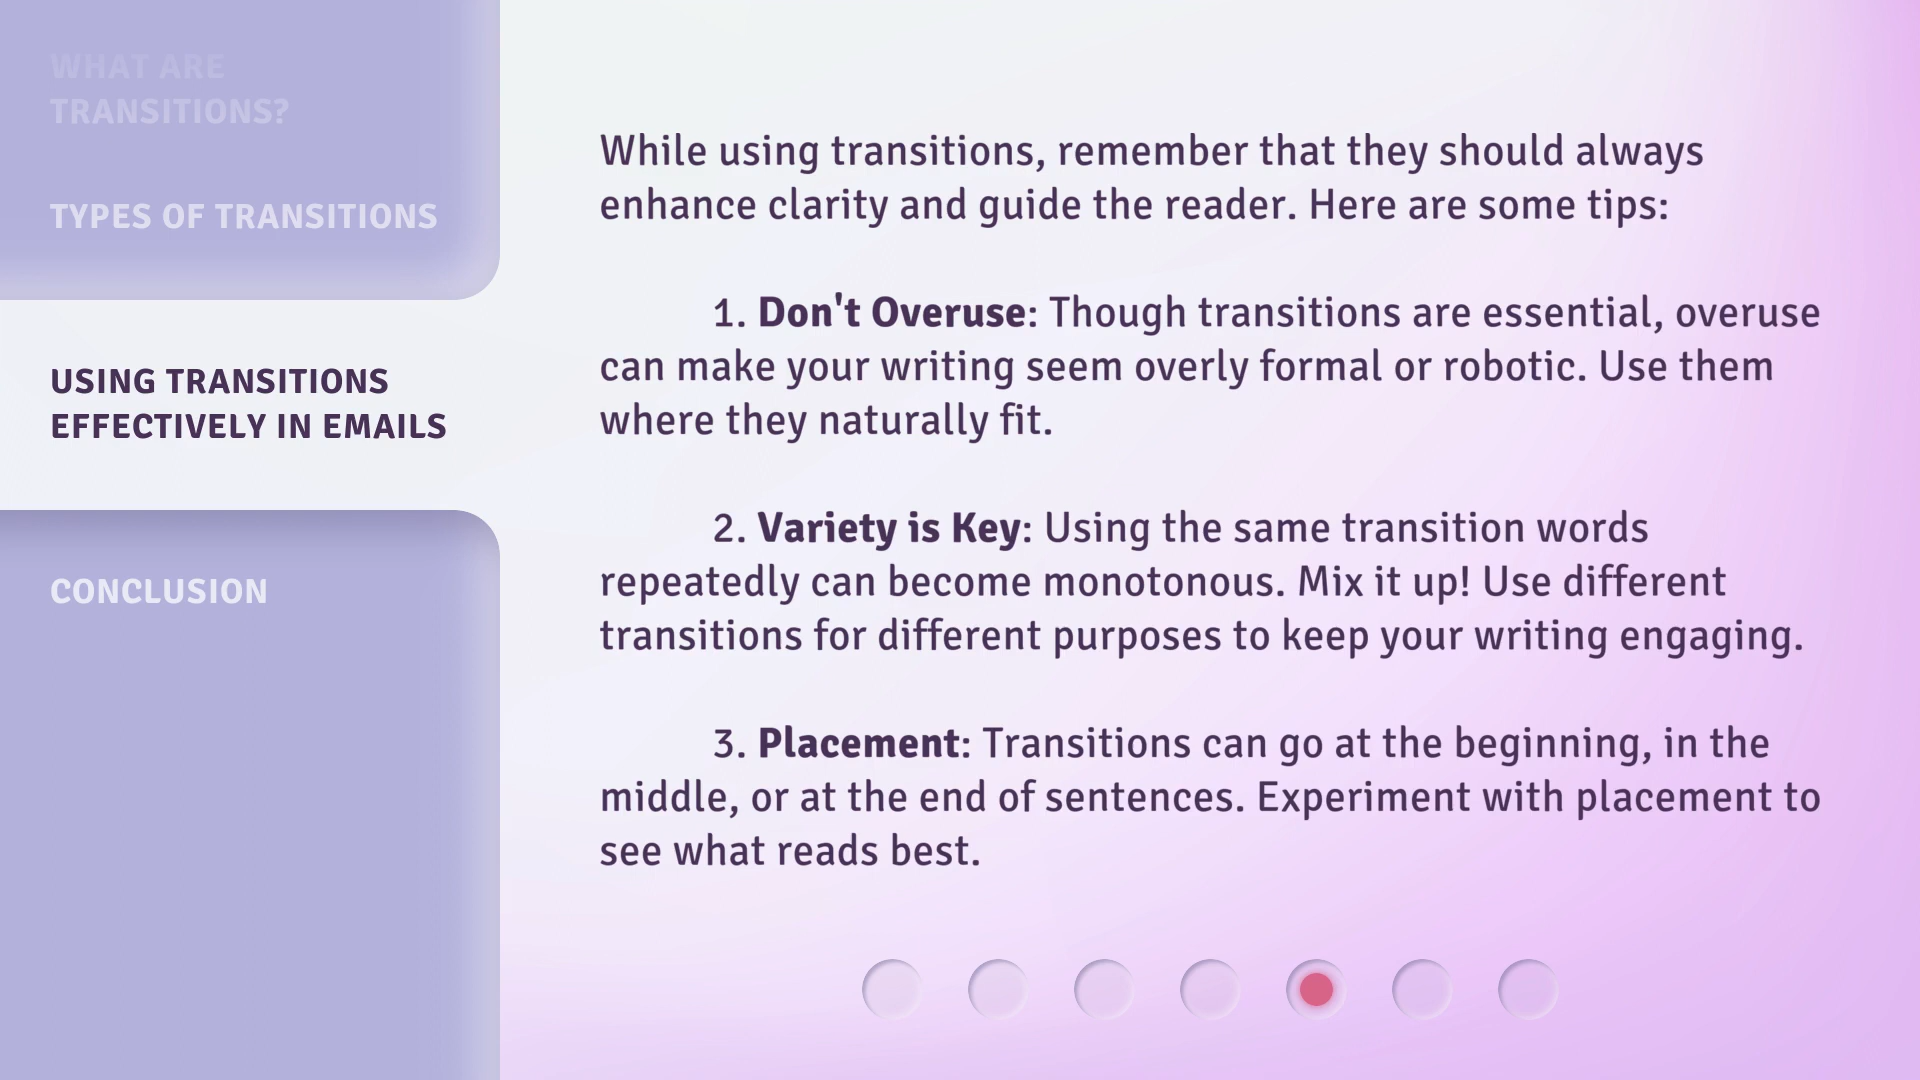 WHAT ARE
TRANSITIONS?
TYPES OF TRANSITIONS
USING TRANSITIONS
EFFECTIVELY IN EMAILS
CONCLUSION
While using transitions, remember that they should always
enhance clarity and guide the reader. Here are some tips:
1. Don't Overuse: Though transitions are essential, overuse
can make your writing seem overly formal or robotic. Use them
where they naturally fit.
2. Variety is Key: Using the same transition words
repeatedly can become monotonous. Mix it up! Use different
transitions for different purposes to keep your writing engaging.
3. Placement: Transitions can go at the beginning, in the
middle, or at the end of sentences. Experiment with placement to
see what reads best.